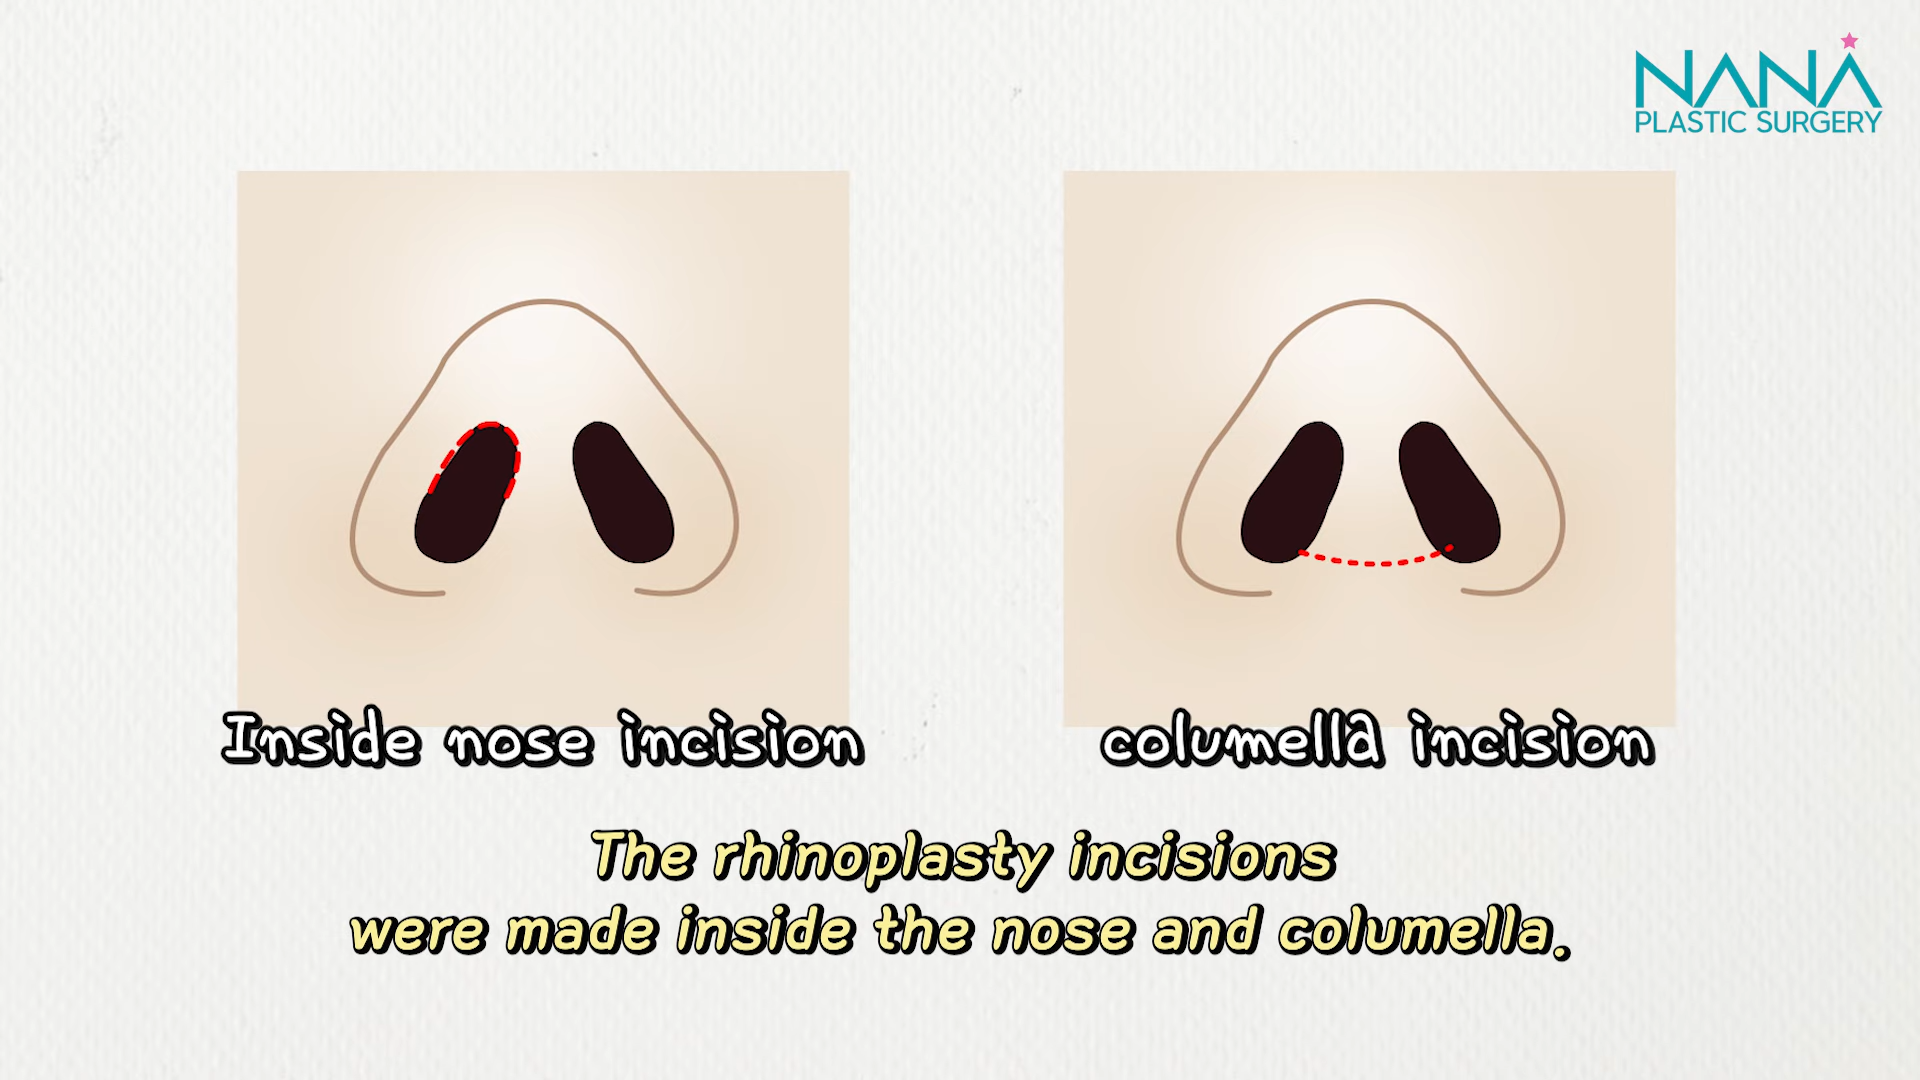 NANA
PLASTIC SURGERY
Inside nose incision
columella incision
The rhinoplasty incisions
were made inside the nose and columella.